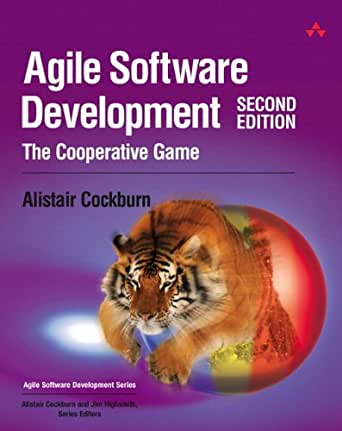 Agile Software
Development SECOND
EDITION
The Cooperative Game
Alistair Cockburn
Agile Software Development Series
Alistair Cockburn and Jim Highsmith,
Series Editors